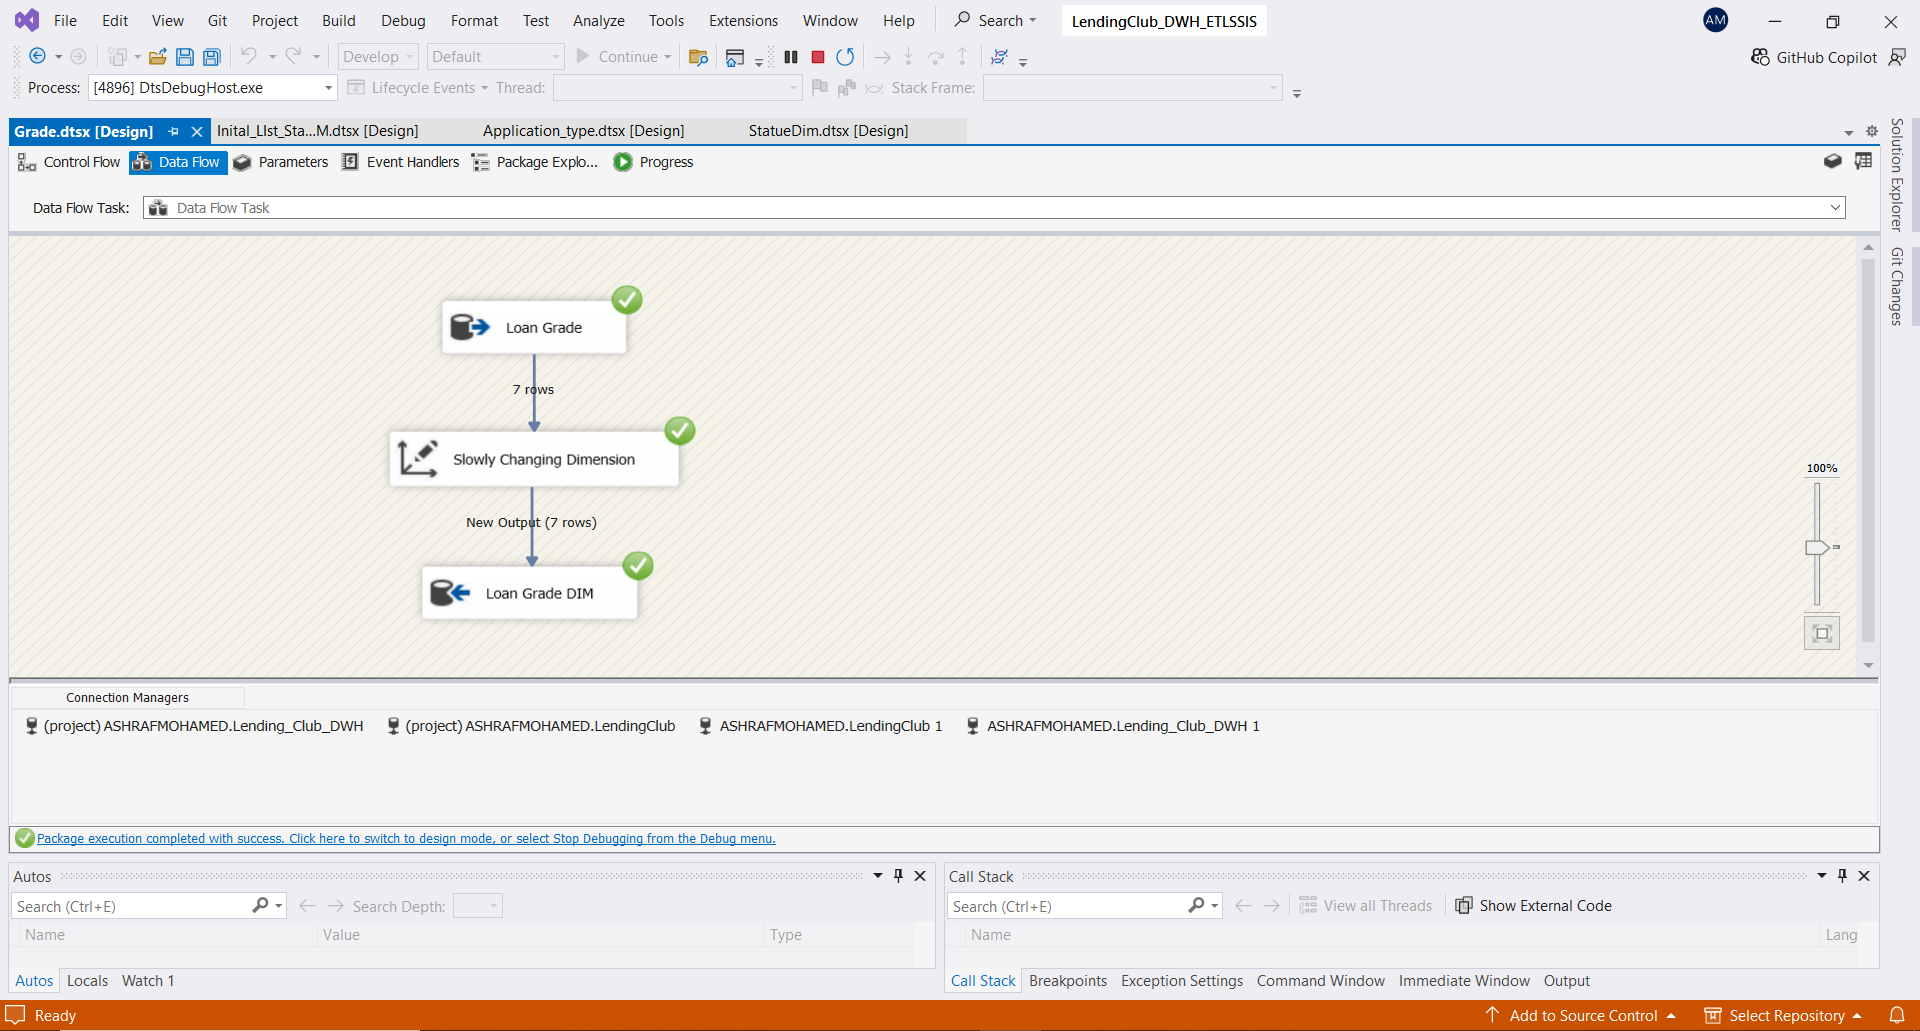 File Edit View Git Project Build Debug Format Test Analyze Tools Extensions Window Help Search LendingClub_DWH_ETLSSIS AM
Develop Default Continue GitHub Copilot
Process: [4896] DtsDebugHost.exe Lifecycle Events Thread: Stack Frame:
Grade.dtsx [Design] Inital_LIst_Sta...M.dtsx [Design] Application_type.dtsx [Design] StatueDim.dtsx [Design]
Control Flow Data Flow Parameters Event Handlers Package Explo... Progress
Data Flow Task: Data Flow Task
Solution Explorer
Git Changes
Loan Grade
7 rows
Slowly Changing Dimension
New Output (7 rows)
Loan Grade DIM
100%
Connection Managers
(project) ASHRAFMOHAMED.Lending_Club_DWH (project) ASHRAFMOHAMED.LendingClub ASHRAFMOHAMED.LendingClub 1 ASHRAFMOHAMED.Lending_Club_DWH 1
Package execution completed with success. Click here to switch to design mode, or select Stop Debugging from the Debug menu.
Autos
Search (Ctrl+E) Search Depth:
Name Value Type
Autos Locals Watch 1
Call Stack
Search (Ctrl+E) View all Threads Show External Code
Name Lang
Call Stack Breakpoints Exception Settings Command Window Immediate Window Output
Ready Add to Source Control Select Repository